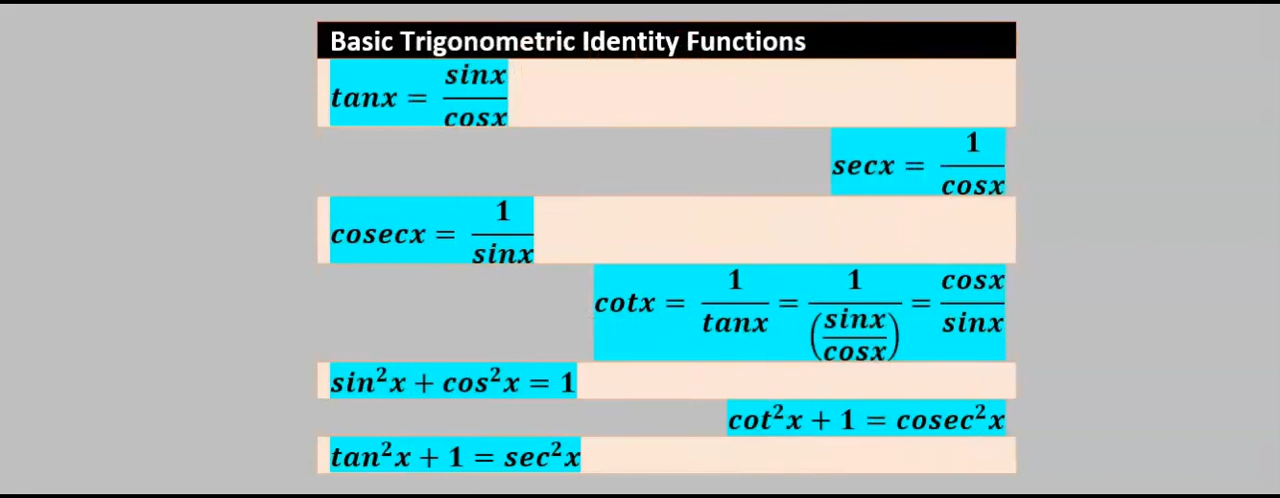 Basic Trigonometric Identity Functions
tanx = sinx/cosx
secx = 1/cosx
cosecx = 1/sinx
cotx = 1/tanx = 1/(sinx/cosx) = cosx/sinx
sin²x + cos²x = 1
cot²x + 1 = cosec²x
tan²x + 1 = sec²x